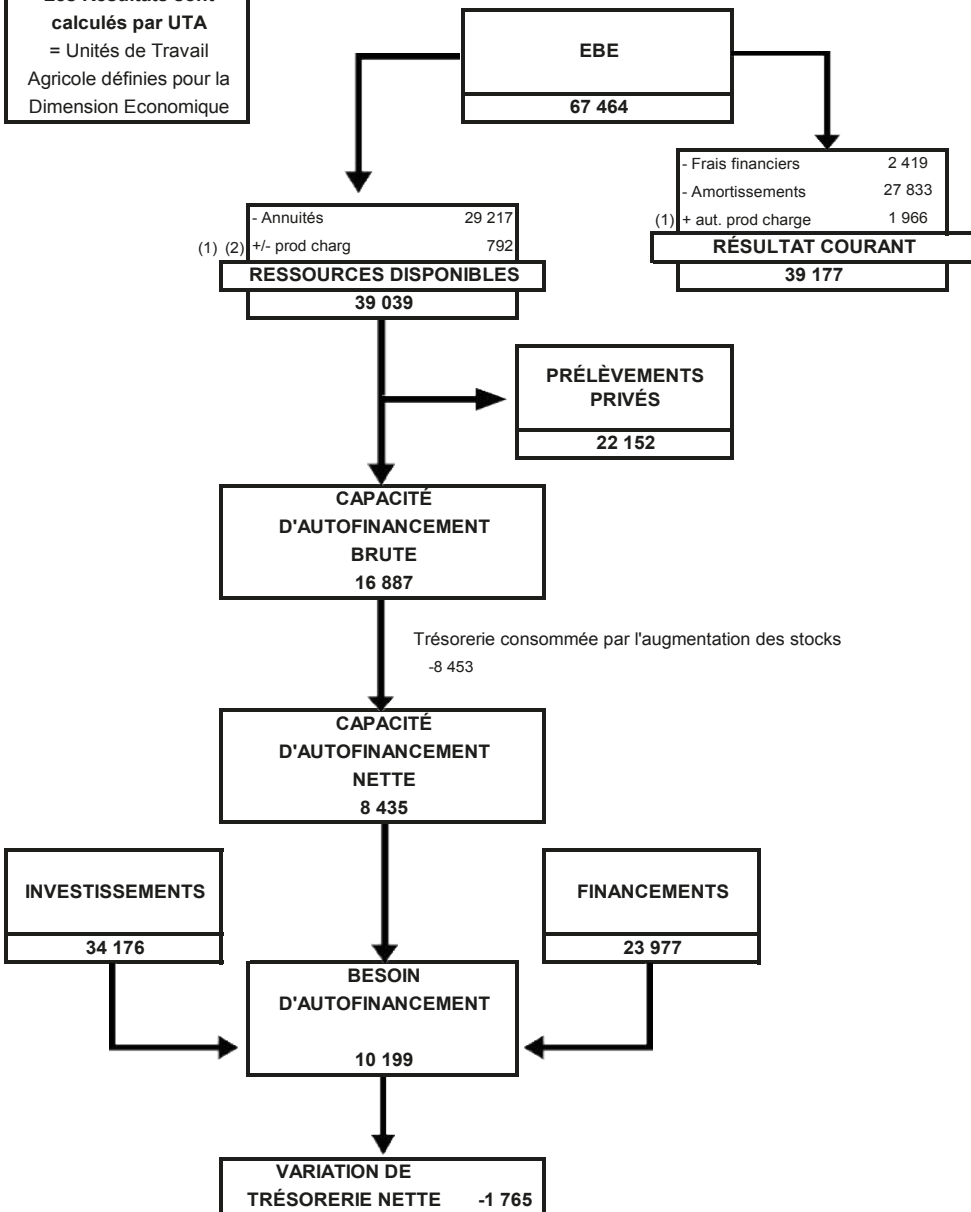 Les Résultats sont
calculés par UTA
= Unités de Travail
Agricole définies pour la
Dimension Economique
EBE
67 464
- Frais financiers 2 419
- Amortissements 27 833
(1) + aut. prod charge 1 966
RÉSULTAT COURANT
39 177
- Annuités 29 217
(1) (2) +/- prod charg 792
RESSOURCES DISPONIBLES
39 039
PRÉLÈVEMENTS
PRIVÉS
22 152
CAPACITÉ
D'AUTOFINANCEMENT
BRUTE
16 887
Trésorerie consommée par l'augmentation des stocks
-8 453
CAPACITÉ
D'AUTOFINANCEMENT
NETTE
8 435
INVESTISSEMENTS
34 176
FINANCEMENTS
23 977
BESOIN
D'AUTOFINANCEMENT
10 199
VARIATION DE
TRÉSORERIE NETTE -1 765